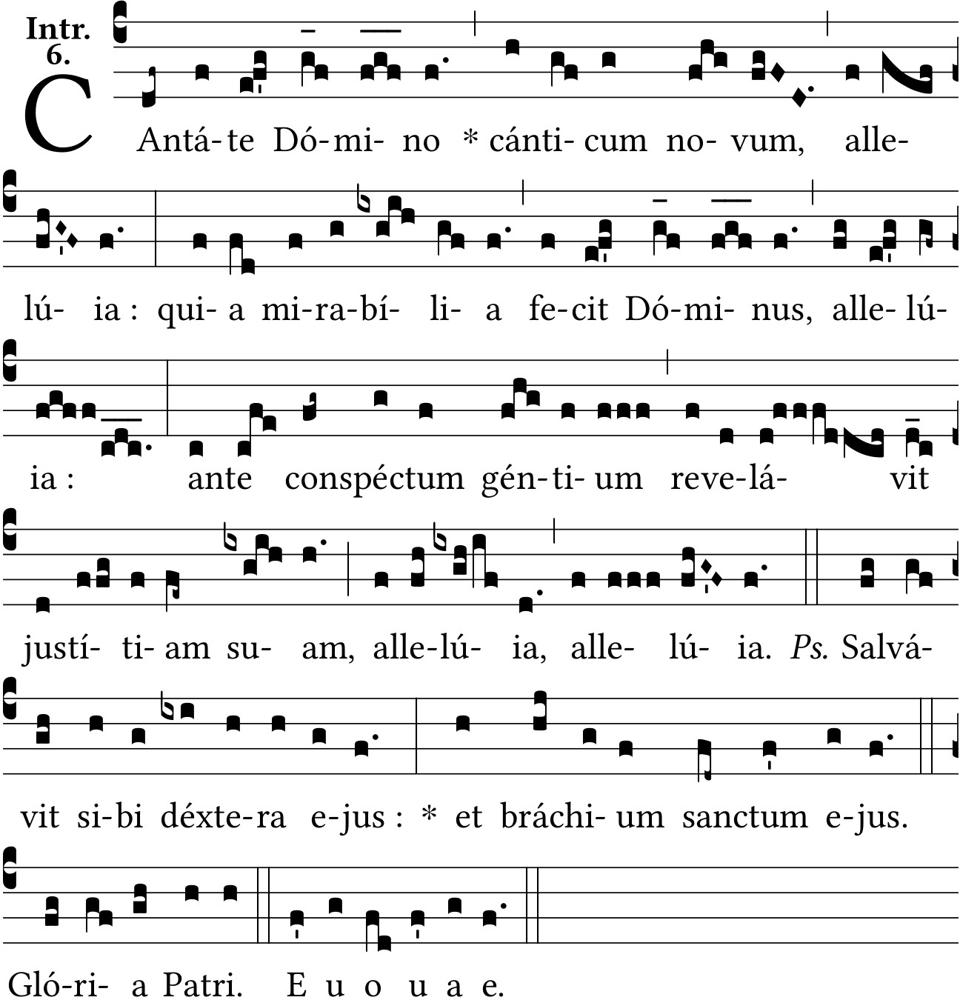 Intr.
6.
CAntá-te Dó-mi- no * cánti- cum no- vum, alle-
lú- ia : qui- a mi-ra-bí- li- a fe-cit Dó-mi- nus, alle- lú-
ia : ante conspéctum gén-ti- um reve-lá- vit
justí- ti- am su- am, alle-lú- ia, alle- lú- ia. Ps. Salvá-
vit si-bi déxte-ra e-jus : * et bráchi- um sanctum e-jus.
Gló-ri- a Patri. E u o u a e.